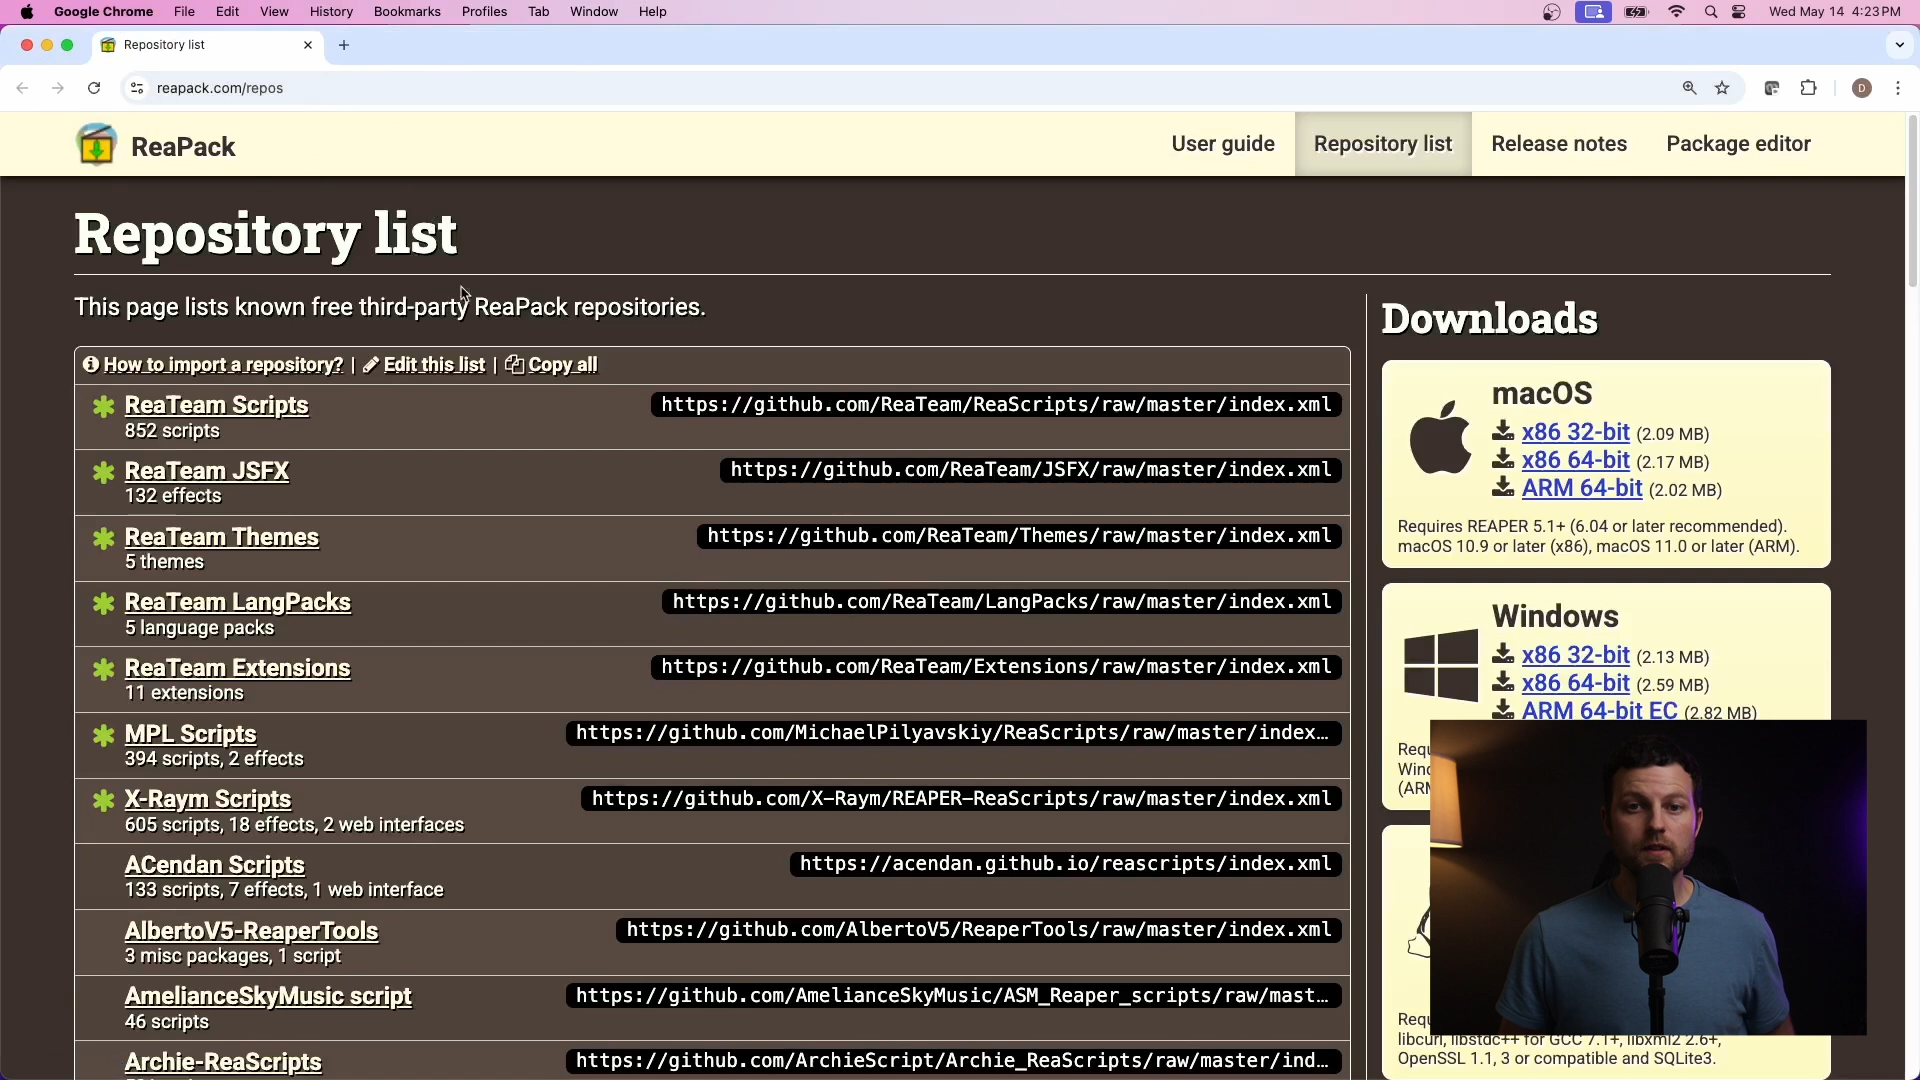 Google Chrome File Edit View History Bookmarks Profiles Tab Window Help Wed May 14 4:23 PM
Repository list
reapack.com/repos D
ReaPack User guide Repository list Release notes Package editor
Repository list
This page lists known free third-party ReaPack repositories.
How to import a repository? | Edit this list | Copy all
ReaTeam Scripts https://github.com/ReaTeam/ReaScripts/raw/master/index.xml
852 scripts
ReaTeam JSFX https://github.com/ReaTeam/JSFX/raw/master/index.xml
132 effects
ReaTeam Themes https://github.com/ReaTeam/Themes/raw/master/index.xml
5 themes
ReaTeam LangPacks https://github.com/ReaTeam/LangPacks/raw/master/index.xml
5 language packs
ReaTeam Extensions https://github.com/ReaTeam/Extensions/raw/master/index.xml
11 extensions
MPL Scripts https://github.com/MichaelPilyavskiy/ReaScripts/raw/master/index…
394 scripts, 2 effects
X-Raym Scripts https://github.com/X-Raym/REAPER-ReaScripts/raw/master/index.xml
605 scripts, 18 effects, 2 web interfaces
ACendan Scripts https://acendan.github.io/reascripts/index.xml
133 scripts, 7 effects, 1 web interface
AlbertoV5-ReaperTools https://github.com/AlbertoV5/ReaperTools/raw/master/index.xml
3 misc packages, 1 script
AmelianceSkyMusic script https://github.com/AmelianceSkyMusic/ASM_Reaper_scripts/raw/mast…
46 scripts
Archie-ReaScripts https://github.com/ArchieScript/Archie_ReaScripts/raw/master/ind…
Downloads
macOS
x86 32-bit (2.09 MB)
x86 64-bit (2.17 MB)
ARM 64-bit (2.02 MB)
Requires REAPER 5.1+ (6.04 or later recommended).
macOS 10.9 or later (x86), macOS 11.0 or later (ARM).
Windows
x86 32-bit (2.13 MB)
x86 64-bit (2.59 MB)
ARM 64-bit EC (2.82 MB)
libcurl, libstdc++ for GCC 7.1+, libxml2 2.6+,
OpenSSL 1.1, 3 or compatible and SQLite3.